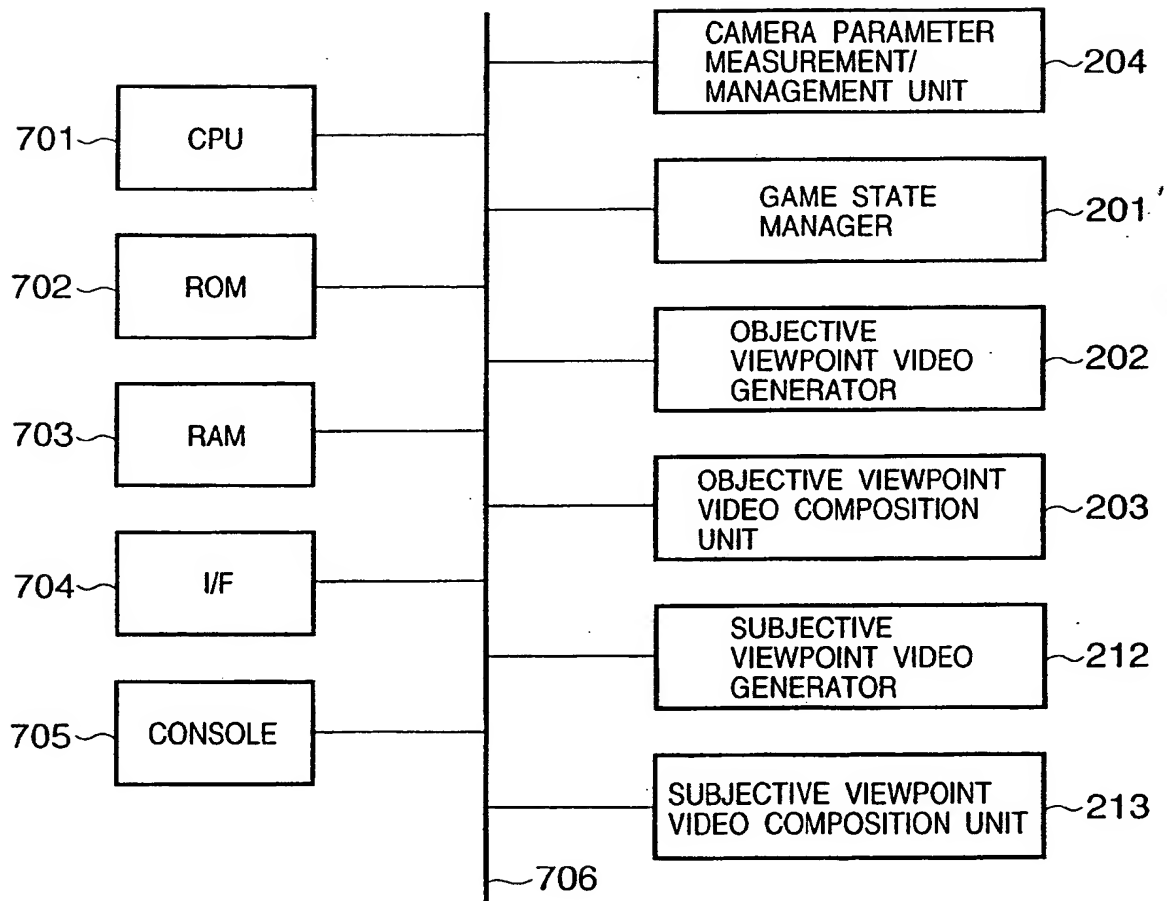 701
CPU
702
ROM
703
RAM
704
I/F
705
CONSOLE
706
CAMERA PARAMETER
MEASUREMENT/
MANAGEMENT UNIT
204
GAME STATE
MANAGER
201'
OBJECTIVE
VIEWPOINT VIDEO
GENERATOR
202
OBJECTIVE VIEWPOINT
VIDEO COMPOSITION
UNIT
203
SUBJECTIVE
VIEWPOINT VIDEO
GENERATOR
212
SUBJECTIVE VIEWPOINT
VIDEO COMPOSITION UNIT
213